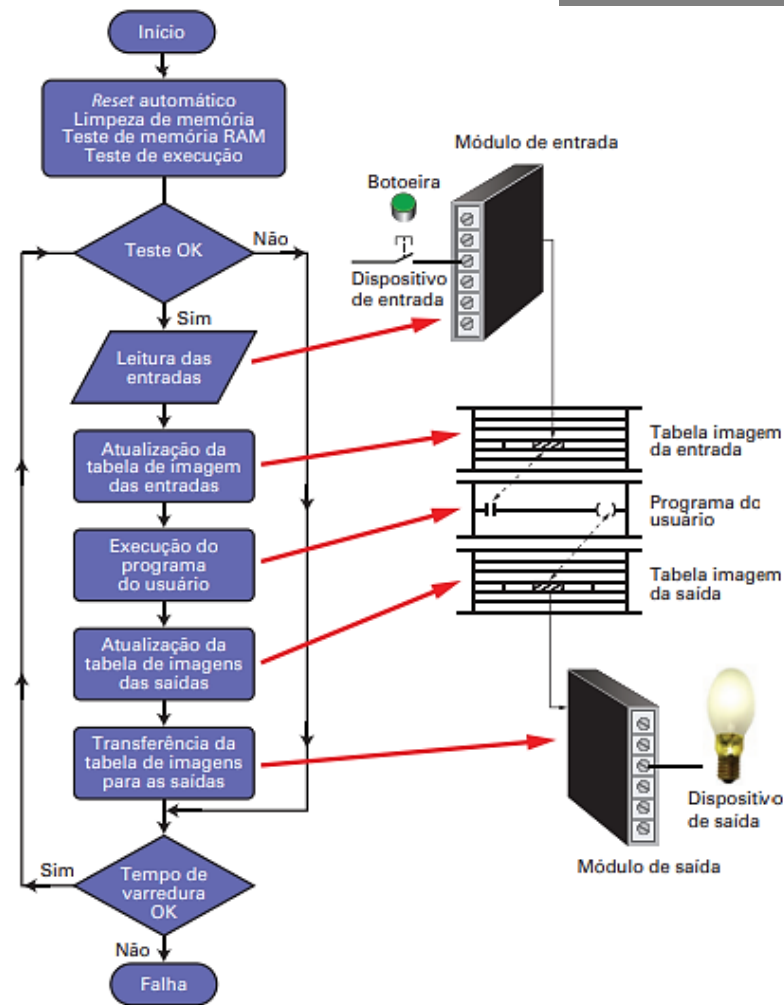 Início
Reset automático
Limpeza de memória
Teste de memória RAM
Teste de execução
Teste OK
Não
Sim
Leitura das
entradas
Atualização da
tabela de imagem
das entradas
Execução do
programa
do usuário
Atualização da
tabela de imagens
das saídas
Transferência da
tabela de imagens
para as saídas
Sim
Tempo de
varredura
OK
Não
Falha
Módulo de entrada
Botoeira
Dispositivo
de entrada
Tabela imagem
da entrada
Programa do
usuário
Tabela imagem
da saída
Dispositivo
de saída
Módulo de saída